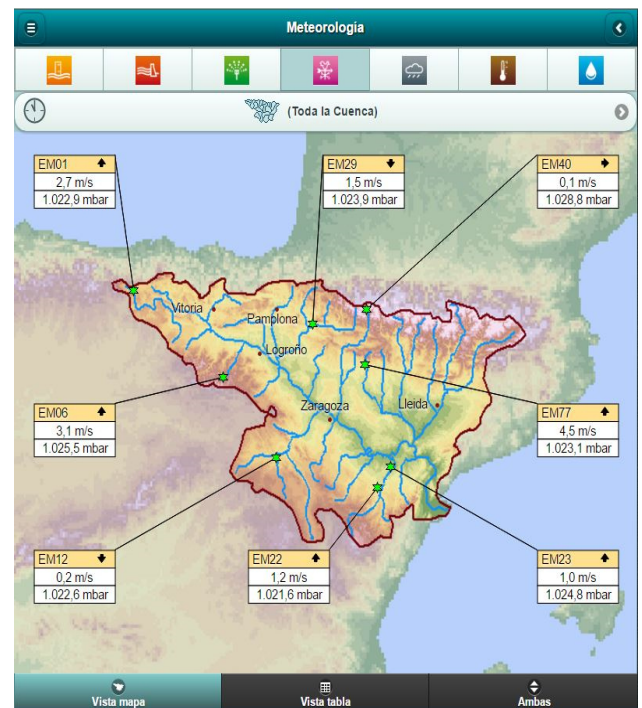 Meteorología
(Toda la Cuenca)
EM01
2,7 m/s
1.022,9 mbar
EM29
1,5 m/s
1.023,9 mbar
EM40
0,1 m/s
1.028,8 mbar
Vitoria
Pamplona
Logroño
Zaragoza
Lleida
EM06
3,1 m/s
1.025,5 mbar
EM77
4,5 m/s
1.023,1 mbar
EM12
0,2 m/s
1.022,6 mbar
EM22
1,2 m/s
1.021,6 mbar
EM23
1,0 m/s
1.024,8 mbar
Vista mapa
Vista tabla
Ambas